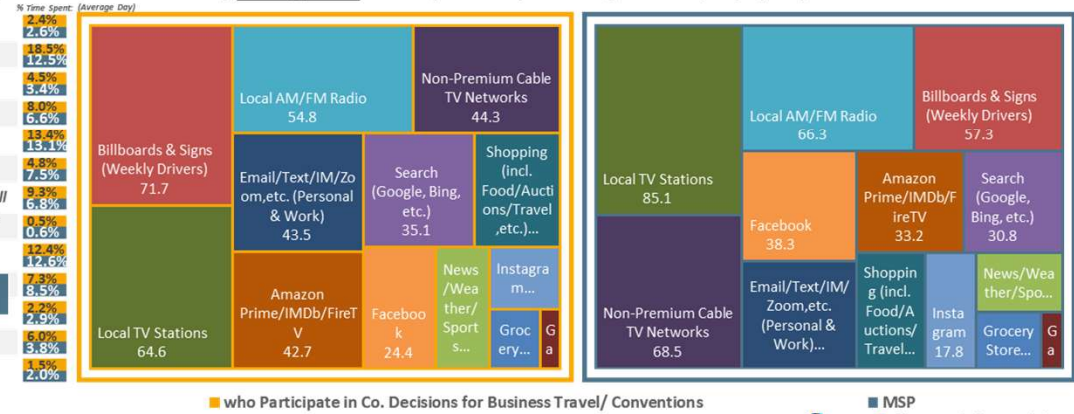 % Time Spent: (Average Day)
2.4%
2.6%
18.5%
12.5%
4.5%
3.4%
8.0%
6.6%
13.4%
13.1%
4.8%
7.5%
9.3%
6.8%
0.5%
0.6%
12.4%
12.6%
7.3%
8.5%
2.2%
2.9%
6.0%
3.8%
1.5%
2.0%
Billboards & Signs
(Weekly Drivers)
71.7
Local TV Stations
64.6
Local AM/FM Radio
54.8
Non-Premium Cable
TV Networks
44.3
Email/Text/IM/Zo
om,etc. (Personal
& Work)
43.5
Search
(Google, Bing,
etc.)
35.1
Shopping
(incl.
Food/Aucti
ons/Travel
,etc.)...
Amazon
Prime/IMDb/FireT
V
42.7
Faceboo
k
24.4
News
/Wea
ther/
Sport
s...
Instagra
m...
Groc
ery...
G
a
Local TV Stations
85.1
Non-Premium Cable
TV Networks
68.5
Local AM/FM Radio
66.3
Billboards & Signs
(Weekly Drivers)
57.3
Facebook
38.3
Amazon
Prime/IMDb/F
ireTV
33.2
Search
(Google,
Bing, etc.)
30.8
Email/Text/IM/
Zoom,etc.
(Personal &
Work)...
Shoppin
g (incl.
Food/A
uctions/
Travel...
Insta
gram
17.8
News/Wea
ther/Spo...
Grocery
Store...
G
a
who Participate in Co. Decisions for Business Travel/ Conventions
MSP